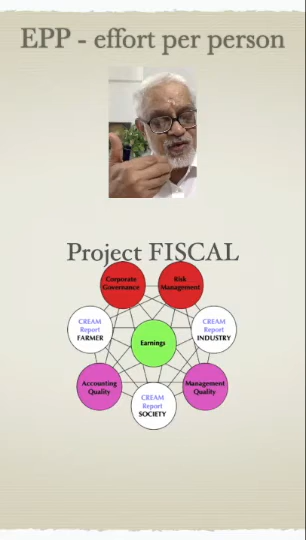 EPP - effort per person
Project FISCAL
Corporate
Governance
Risk
Management
CREAM
Report
FARMER
Earnings
CREAM
Report
INDUSTRY
Accounting
Quality
Management
Quality
CREAM
Report
SOCIETY